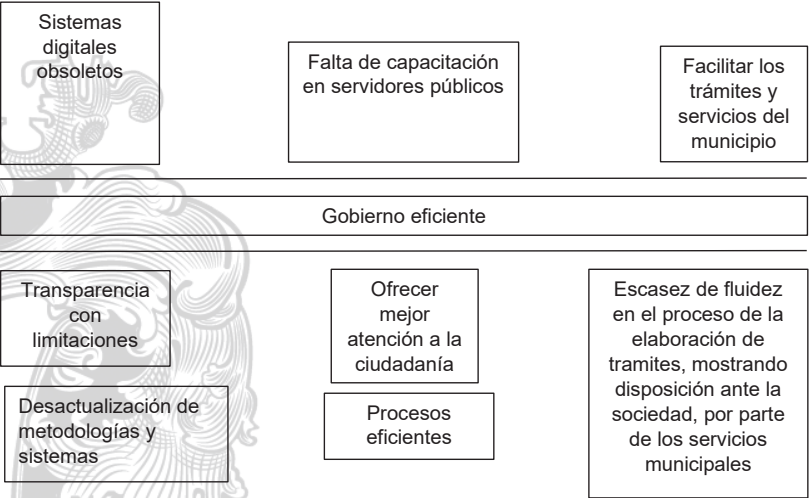 Sistemas
digitales
obsoletos
Falta de capacitación
en servidores públicos
Facilitar los
trámites y
servicios del
municipio
Gobierno eficiente
Transparencia
con
limitaciones
Ofrecer
mejor
atención a la
ciudadanía
Escasez de fluidez
en el proceso de la
elaboración de
tramites, mostrando
disposición ante la
sociedad, por parte
de los servicios
municipales
Desactualización de
metodologías y
sistemas
Procesos
eficientes